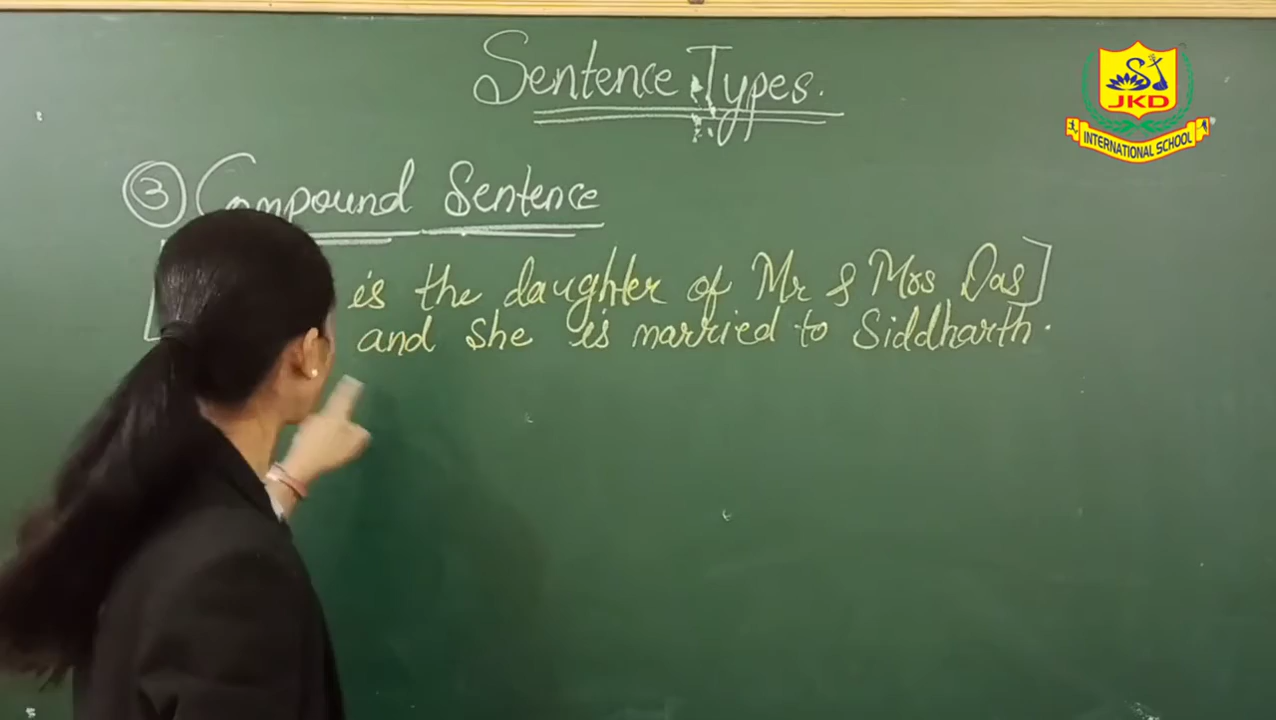 Sentence Types.
JKD
INTERNATIONAL SCHOOL
3 Compound Sentence
[ is the daughter of Mr & Mrs Das]
and she is married to Siddharth.